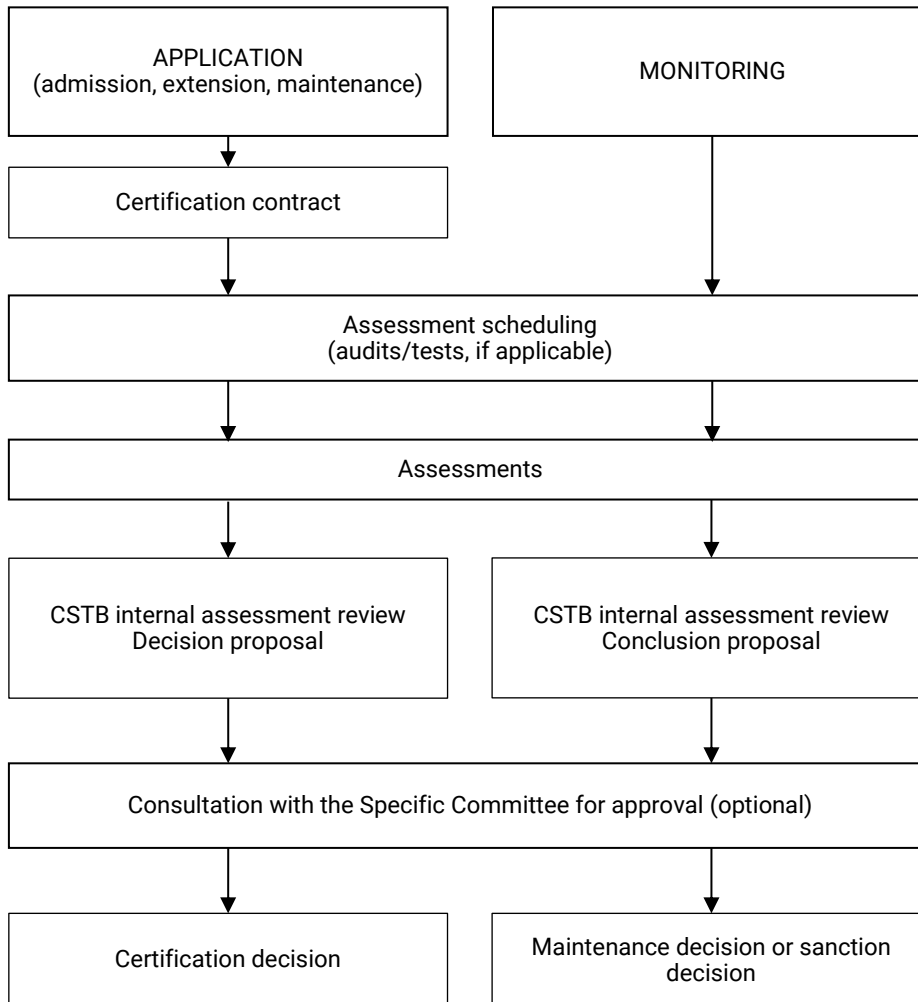 APPLICATION
(admission, extension, maintenance)
MONITORING
Certification contract
Assessment scheduling
(audits/tests, if applicable)
Assessments
CSTB internal assessment review
Decision proposal
CSTB internal assessment review
Conclusion proposal
Consultation with the Specific Committee for approval (optional)
Certification decision
Maintenance decision or sanction
decision